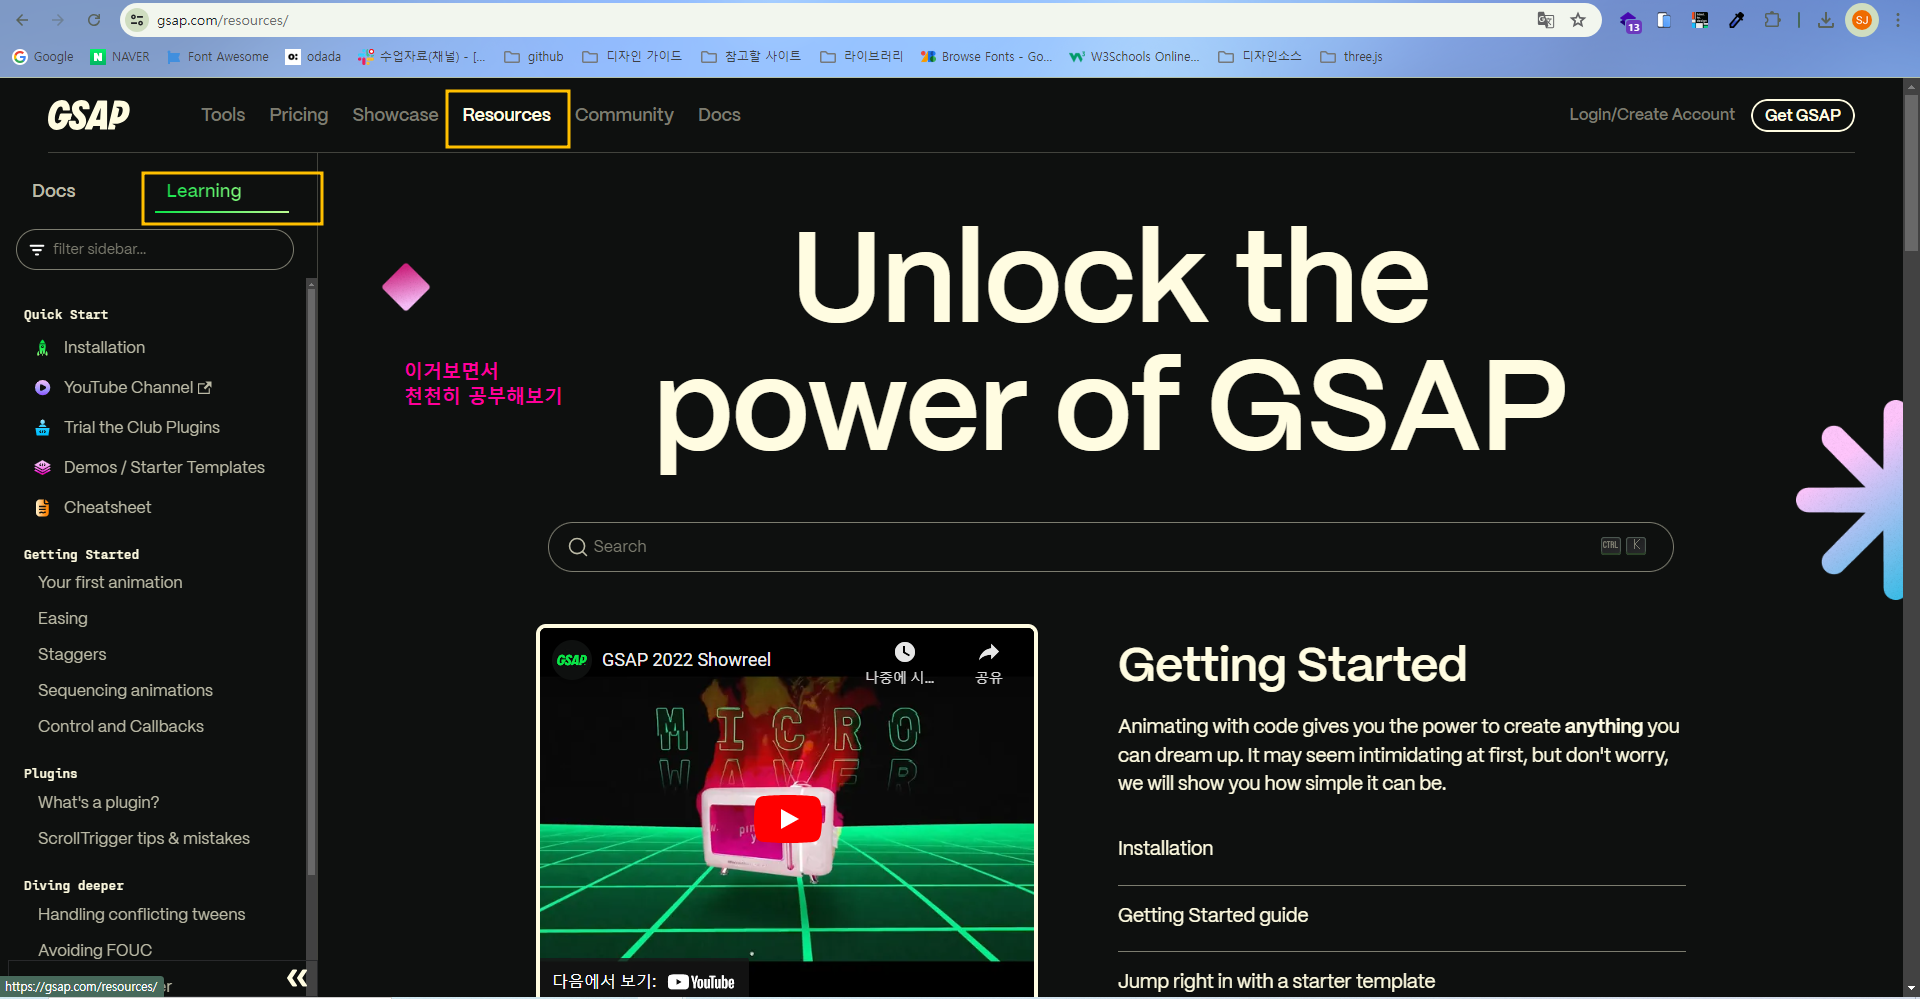 gsap.com/resources/
13
SJ
Google
NAVER
Font Awesome
odada
수업자료(채널) - [...
github
디자인 가이드
참고할 사이트
라이브러리
Browse Fonts - Go...
W3Schools Online...
디자인소스
three.js
GSAP
Tools
Pricing
Showcase
Resources
Community
Docs
Login/Create Account
Get GSAP
Docs
Learning
filter sidebar...
Quick Start
Installation
YouTube Channel
Trial the Club Plugins
Demos / Starter Templates
Cheatsheet
Getting Started
Your first animation
Easing
Staggers
Sequencing animations
Control and Callbacks
Plugins
What's a plugin?
ScrollTrigger tips & mistakes
Diving deeper
Handling conflicting tweens
Avoiding FOUC
https://gsap.com/resources/
이거보면서
천천히 공부해보기
Unlock the
power of GSAP
Search
CTRL K
GSAP
GSAP 2022 Showreel
나중에 시...
공유
MICRO
WAVER
다음에서 보기:
YouTube
Getting Started
Animating with code gives you the power to create anything you
can dream up. It may seem intimidating at first, but don't worry,
we will show you how simple it can be.
Installation
Getting Started guide
Jump right in with a starter template